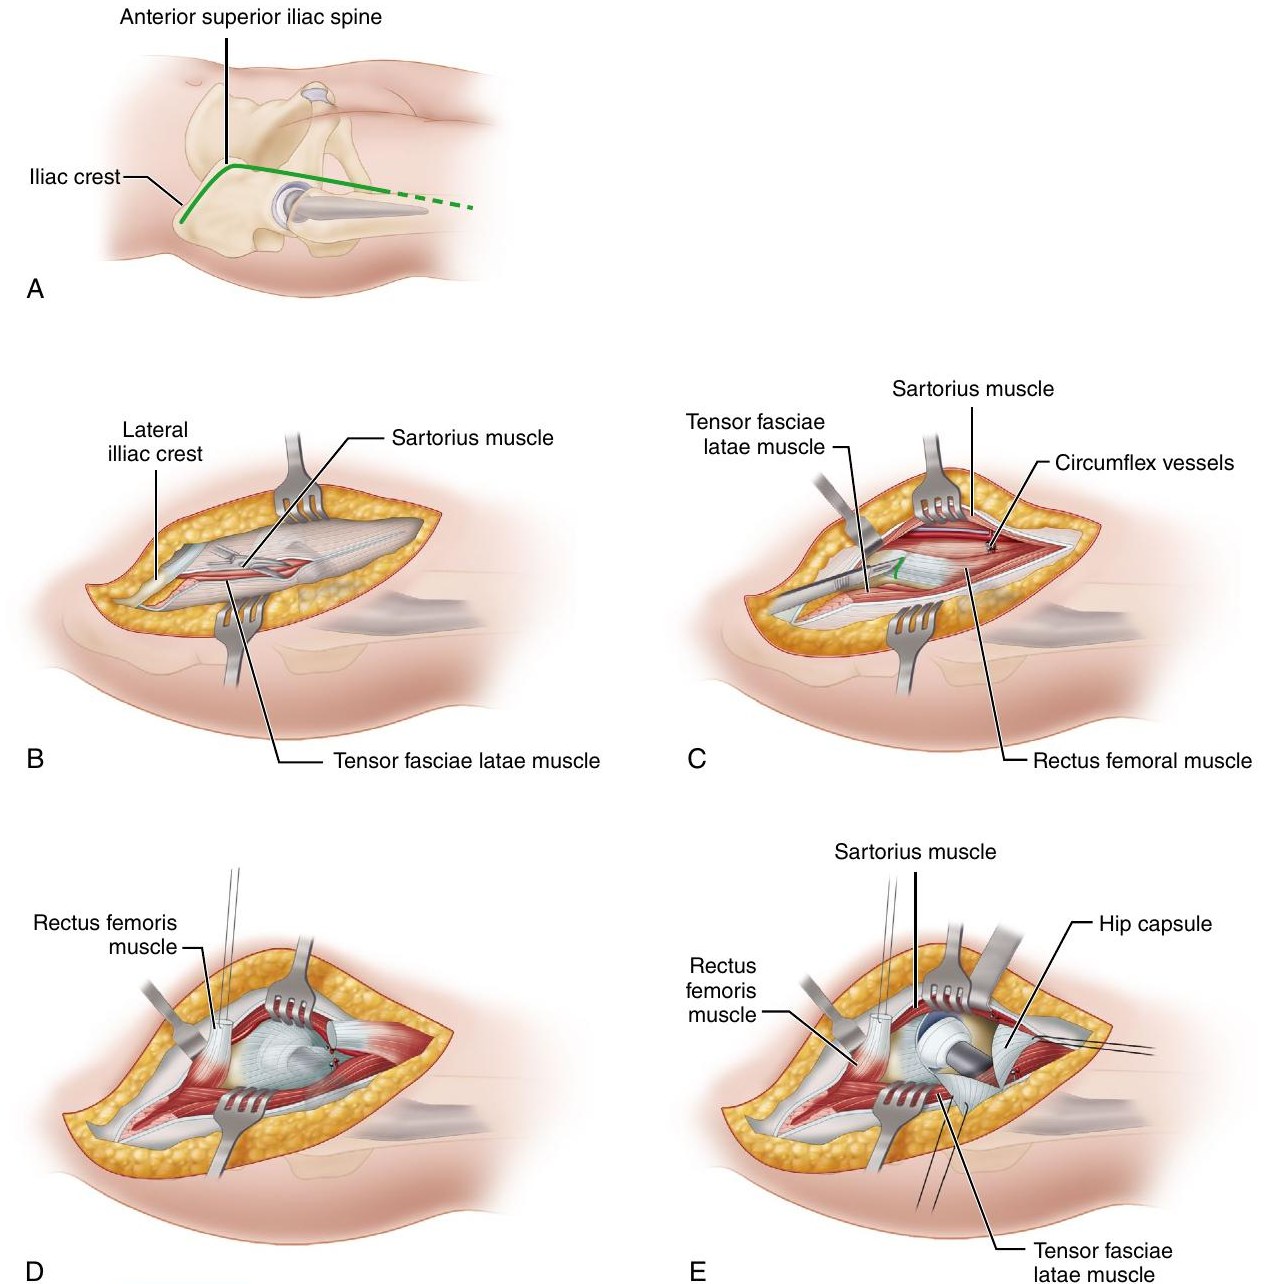 Anterior superior iliac spine
Iliac crest
A
Lateral
illiac crest
Sartorius muscle
Tensor fasciae latae muscle
B
Sartorius muscle
Tensor fasciae
latae muscle
Circumflex vessels
Rectus femoral muscle
C
Rectus femoris
muscle
D
Sartorius muscle
Hip capsule
Rectus
femoris
muscle
Tensor fasciae
latae muscle
E